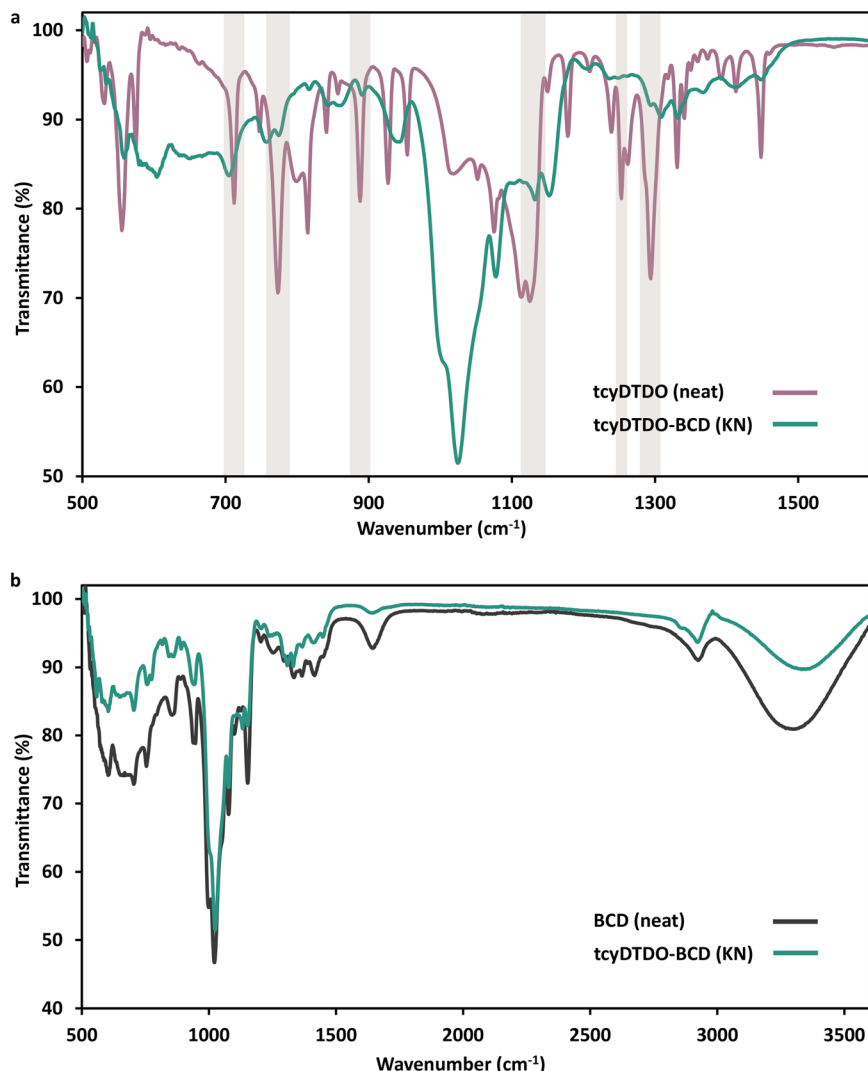 a
100
90
80
70
60
50
Transmittance (%)
tcyDTDO (neat)
tcyDTDO-BCD (KN)
500
700
900
1100
1300
1500
Wavenumber (cm⁻¹)
b
100
90
80
70
60
50
40
Transmittance (%)
BCD (neat)
tcyDTDO-BCD (KN)
500
1000
1500
2000
2500
3000
3500
Wavenumber (cm⁻¹)